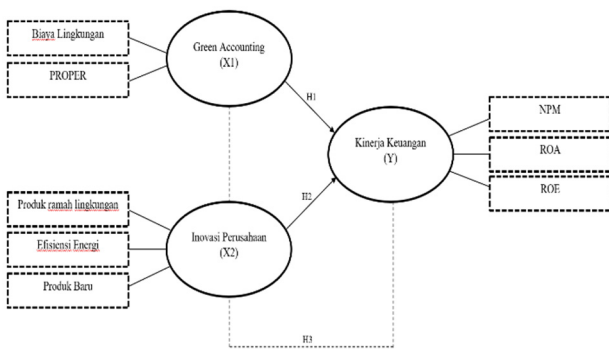 Biaya Lingkungan
PROPER
Green Accounting
(X1)
H1
Kinerja Keuangan
(Y)
NPM
ROA
ROE
H2
Produk ramah lingkungan
Efisiensi Energi
Produk Baru
Inovasi Perusahaan
(X2)
H3